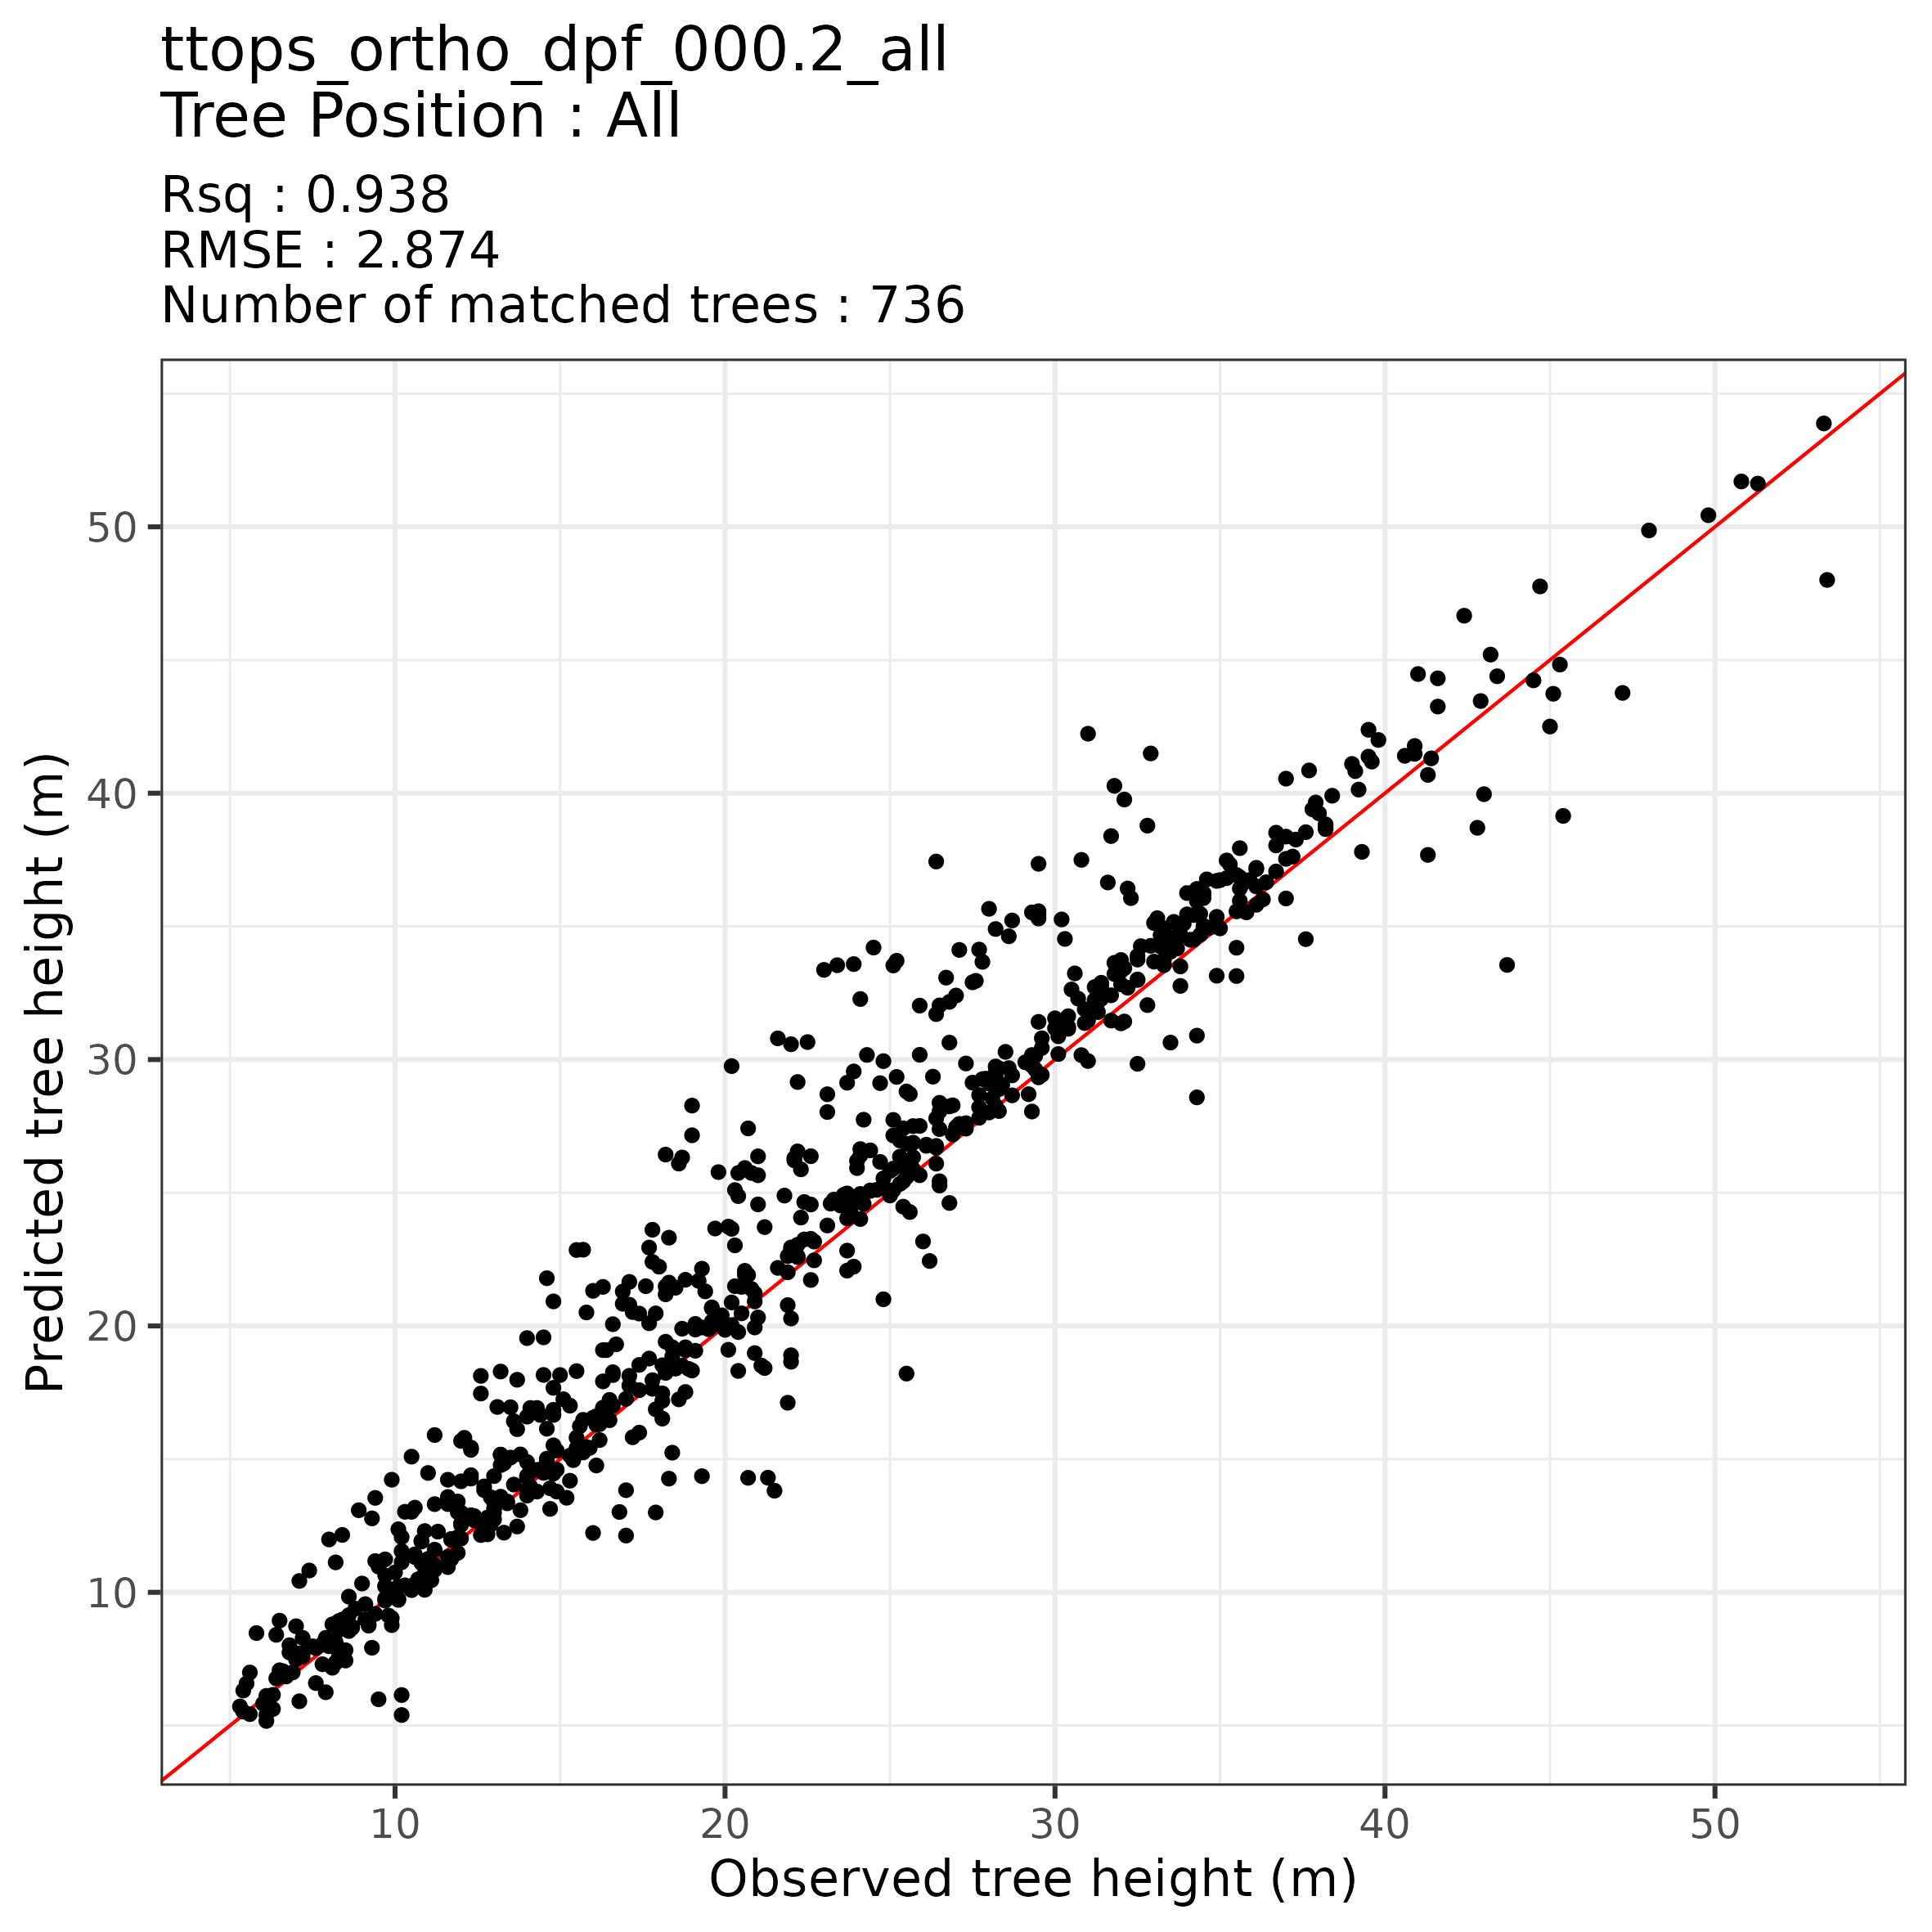 ttops_ortho_dpf_000.2_all
Tree Position : All
Rsq : 0.938
RMSE : 2.874
Number of matched trees : 736
Predicted tree height (m)
50
40
30
20
10
10 20 30 40 50
Observed tree height (m)